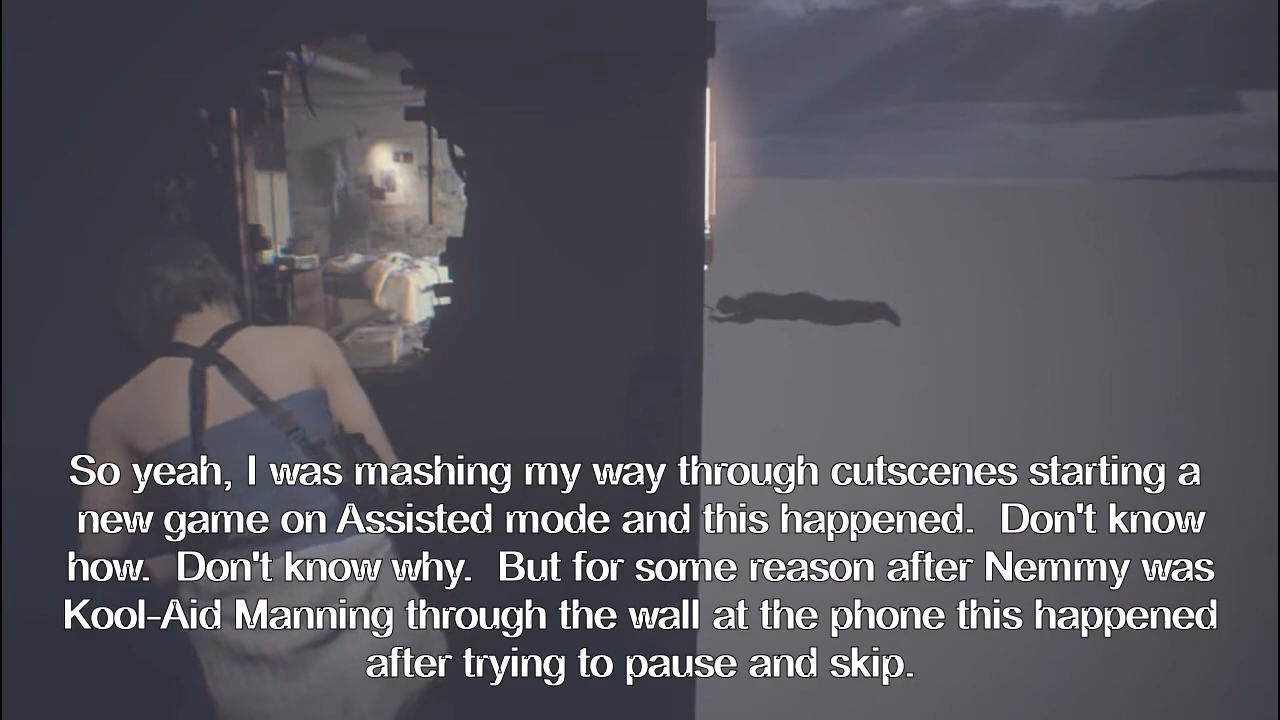 So yeah, I was mashing my way through cutscenes starting a
new game on Assisted mode and this happened.  Don't know
how.  Don't know why.  But for some reason after Nemmy was
Kool-Aid Manning through the wall at the phone this happened
after trying to pause and skip.